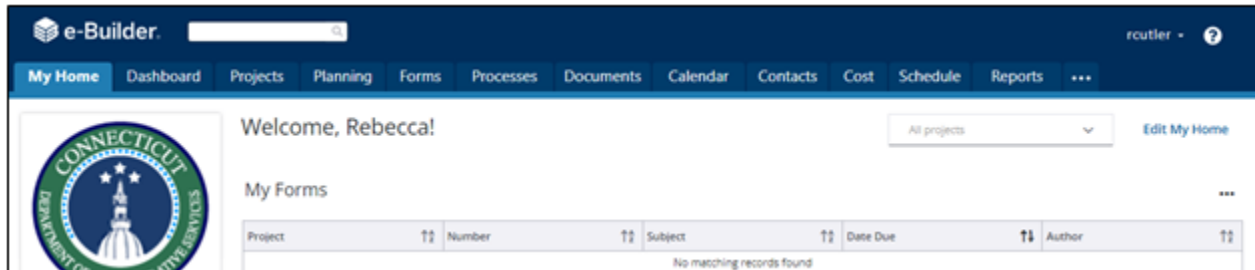 e-Builder.
rcutler
?
My Home Dashboard Projects Planning Forms Processes Documents Calendar Contacts Cost Schedule Reports •••
Welcome, Rebecca!
All projects
Edit My Home
CONNECTICUT
My Forms
•••
Project Number Subject Date Due Author
No matching records found